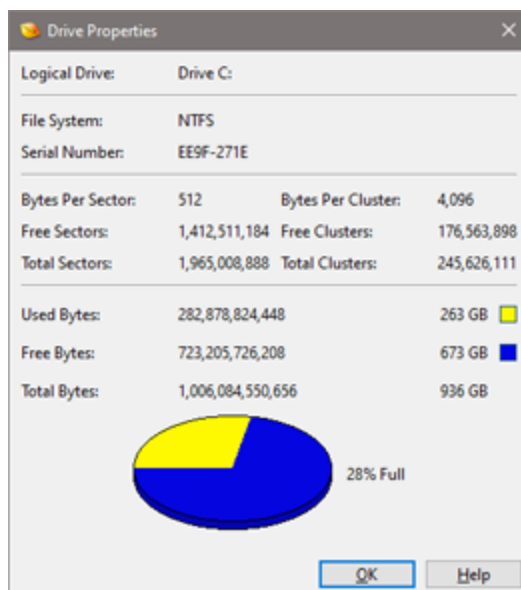 Drive Properties
Logical Drive: Drive C:
File System: NTFS
Serial Number: EE9F-271E
Bytes Per Sector: 512 Bytes Per Cluster: 4,096
Free Sectors: 1,412,511,184 Free Clusters: 176,563,898
Total Sectors: 1,965,008,888 Total Clusters: 245,626,111
Used Bytes: 282,878,824,448 263 GB
Free Bytes: 723,205,726,208 673 GB
Total Bytes: 1,006,084,550,656 936 GB
28% Full
OK Help